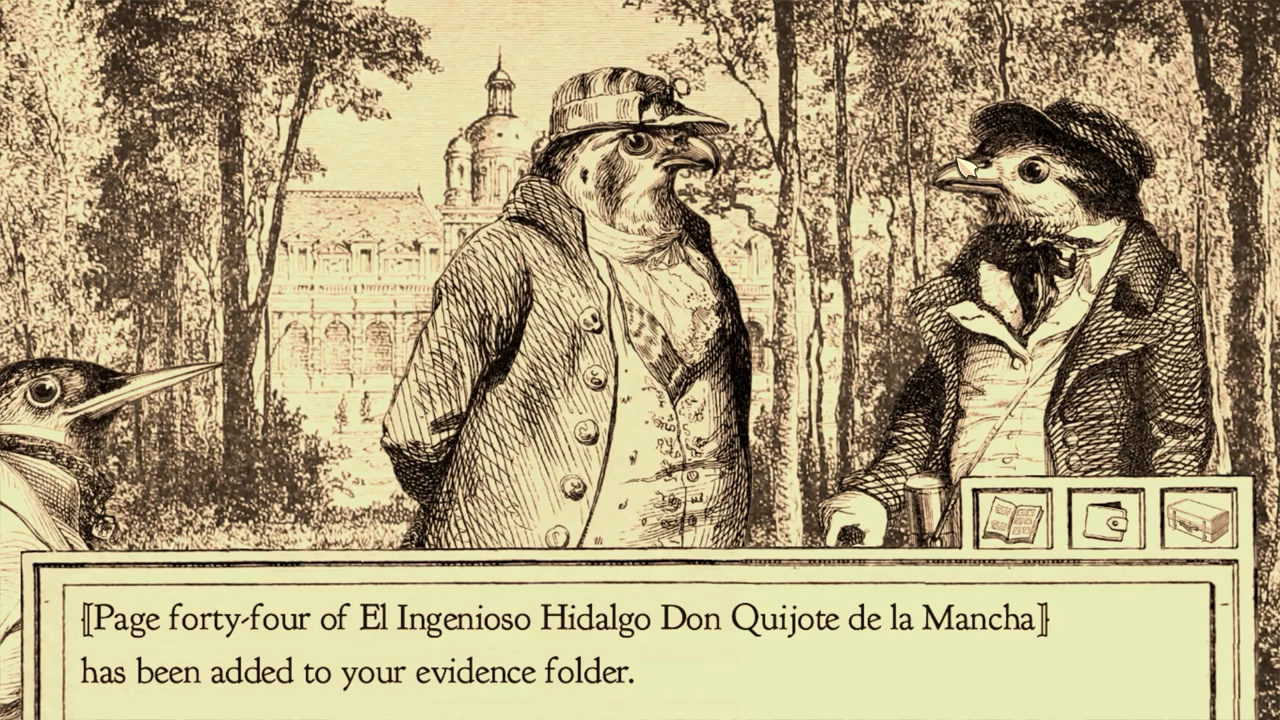 ⟦Page forty-four of El Ingenioso Hidalgo Don Quijote de la Mancha⟧
has been added to your evidence folder.